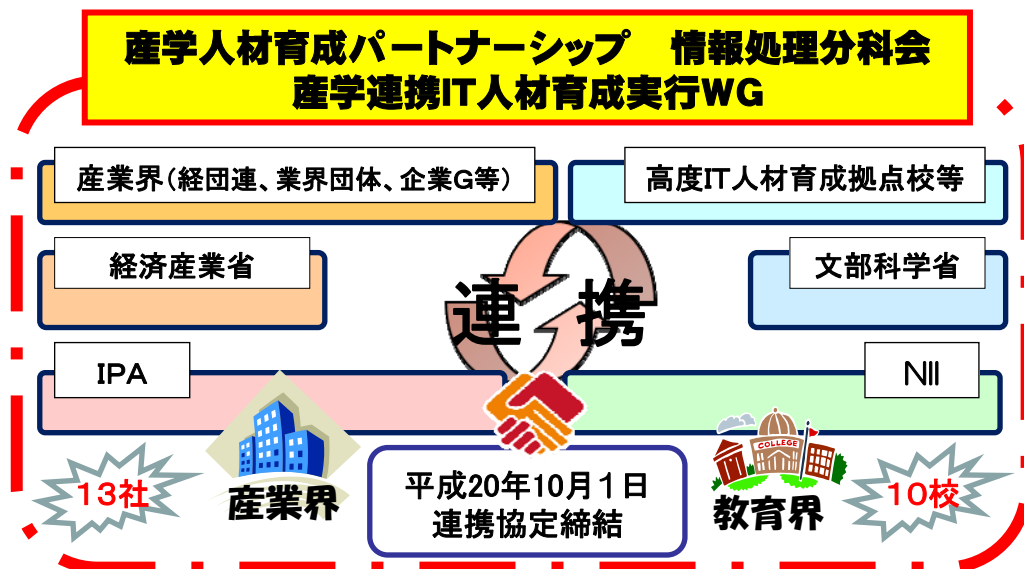 産学人材育成パートナーシップ　情報処理分科会
産学連携IT人材育成実行WG
産業界（経団連、業界団体、企業G等）
高度IT人材育成拠点校等
経済産業省
文部科学省
連　携
IPA
NII
COLLEGE
13社
産業界
平成20年10月１日
連携協定締結
教育界
10校